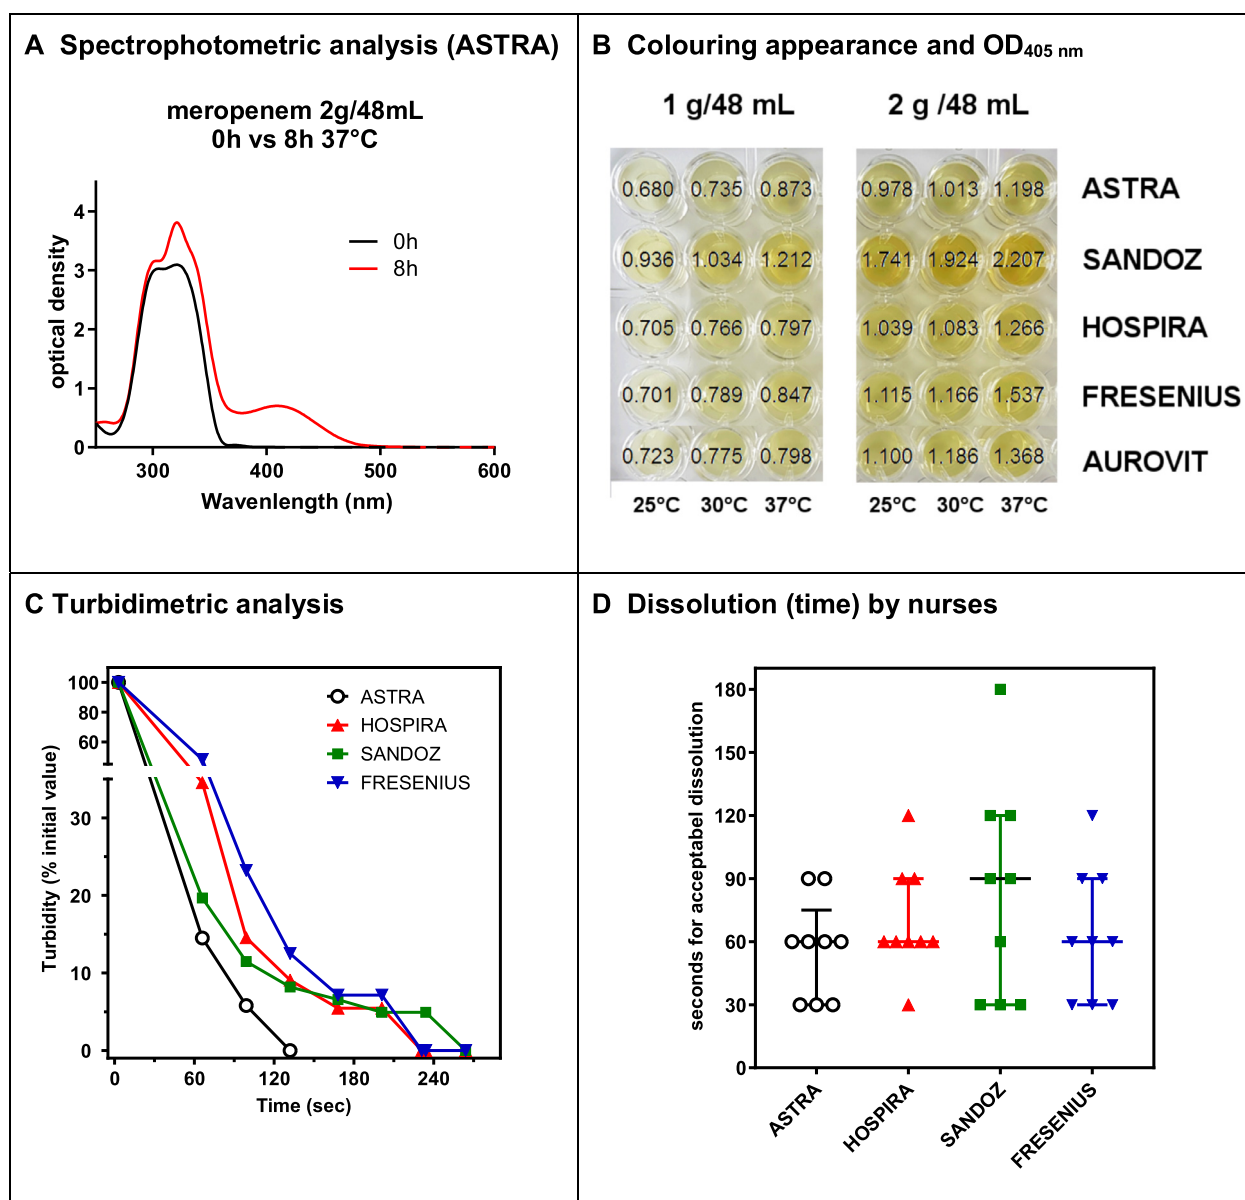 A Spectrophotometric analysis (ASTRA)
meropenem 2g/48mL
0h vs 8h 37°C
optical density
4
3
2
1
0
0h
8h
300 400 500 600
Wavelength (nm)
B Colouring appearance and OD405 nm
1 g/48 mL 2 g /48 mL
0.680 0.735 0.873 0.978 1.013 1.198 ASTRA
0.936 1.034 1.212 1.741 1.924 2.207 SANDOZ
0.705 0.766 0.797 1.039 1.083 1.266 HOSPIRA
0.701 0.789 0.847 1.115 1.166 1.537 FRESENIUS
0.723 0.775 0.798 1.100 1.186 1.368 AUROVIT
25°C 30°C 37°C 25°C 30°C 37°C
C Turbidimetric analysis
Turbidity (% initial value)
100
80
60
30
20
10
0
ASTRA
HOSPIRA
SANDOZ
FRESENIUS
0 60 120 180 240
Time (sec)
D Dissolution (time) by nurses
seconds for acceptabel dissolution
180
150
120
90
60
30
0
ASTRA
HOSPIRA
SANDOZ
FRESENIUS